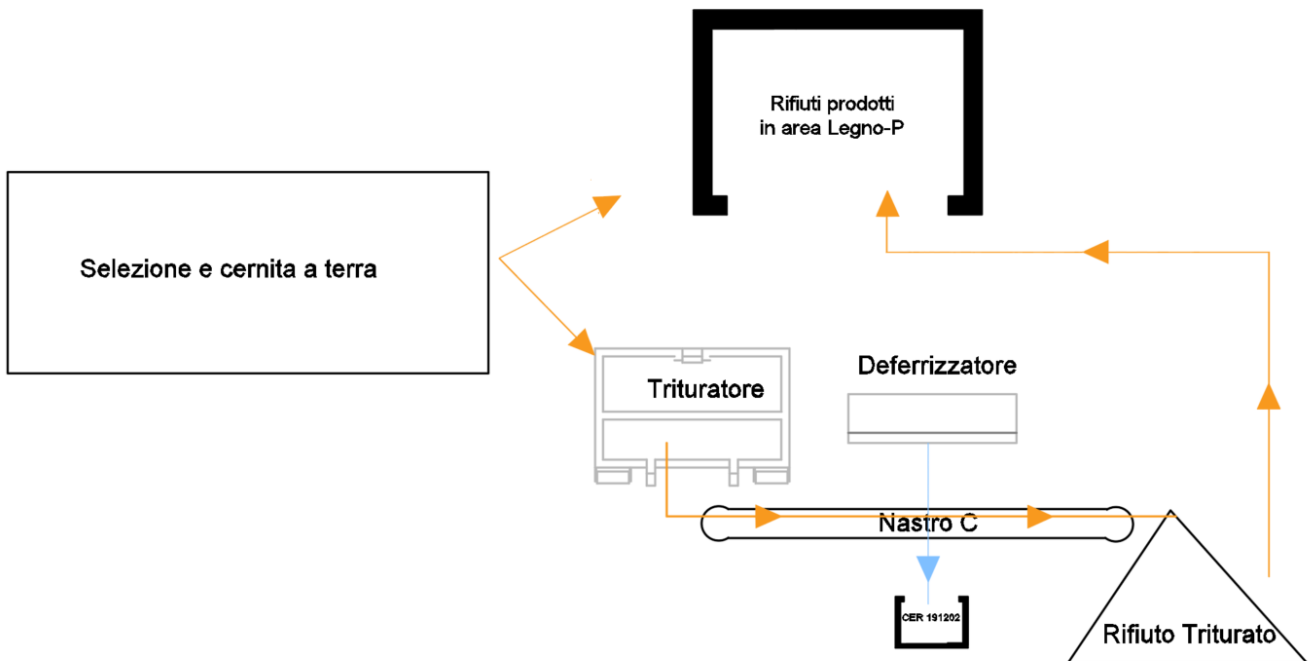 Rifiuti prodotti
in area Legno-P
Selezione e cernita a terra
Deferrizzatore
Trituratore
Nastro C
CER 191202
Rifiuto Triturato